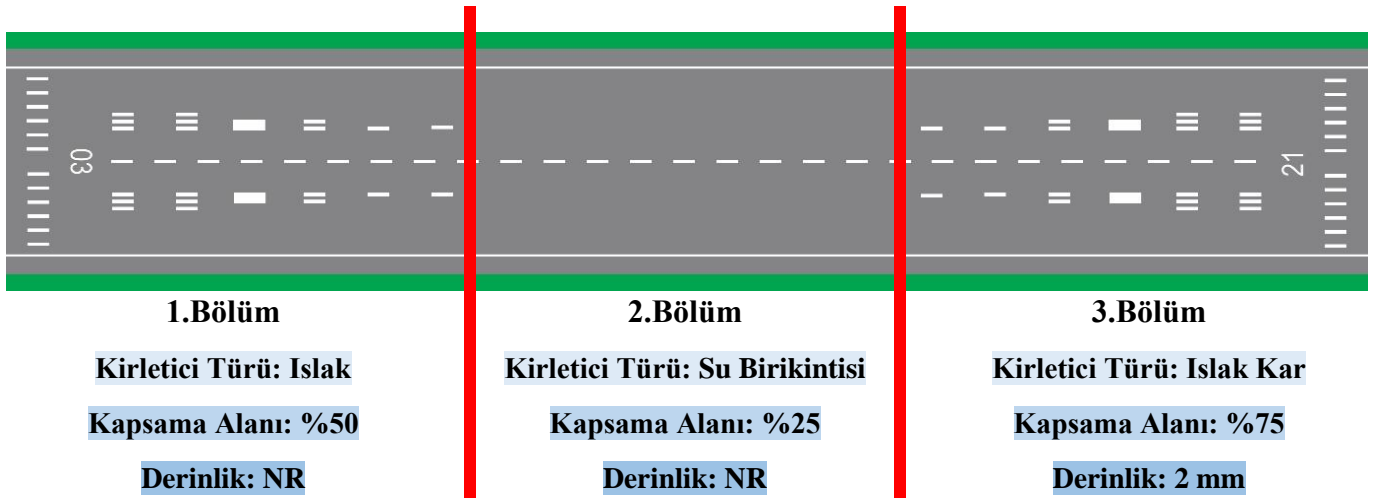 03
21
1.Bölüm
Kirletici Türü: Islak
Kapsama Alanı: %50
Derinlik: NR
2.Bölüm
Kirletici Türü: Su Birikintisi
Kapsama Alanı: %25
Derinlik: NR
3.Bölüm
Kirletici Türü: Islak Kar
Kapsama Alanı: %75
Derinlik: 2 mm